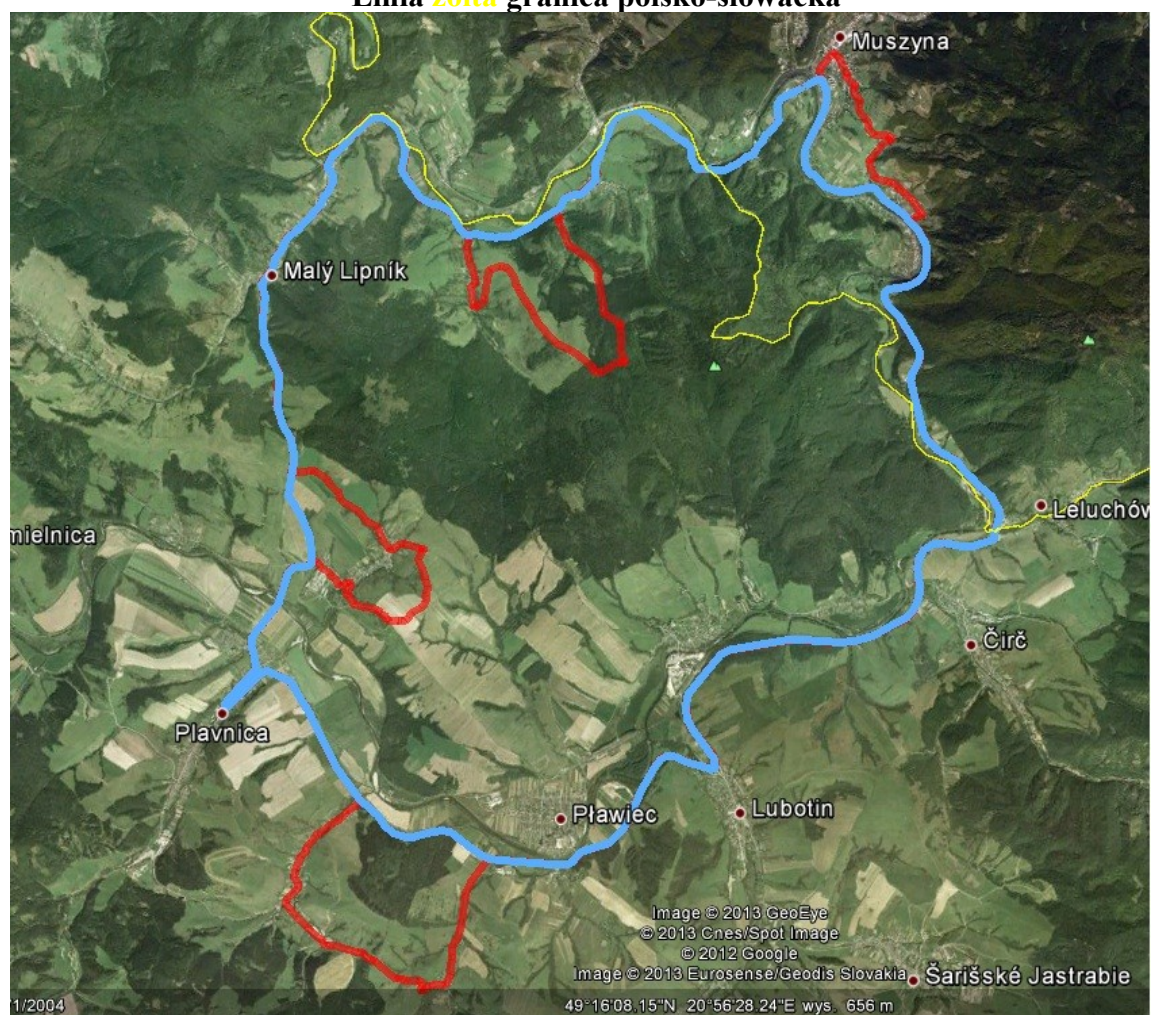 Linia żółta granica polsko-słowacka
Muszyna
Malý Lipník
Leluchów
mielnica
Čirč
Plavnica
Pławiec
Lubotin
Image © 2013 GeoEye
© 2013 Cnes/Spot Image
© 2012 Google
Image © 2013 Eurosense/Geodis Slovakia
Šarišské Jastrabie
1/2004
49°16'08.15"N 20°56'28.24"E wys. 656 m